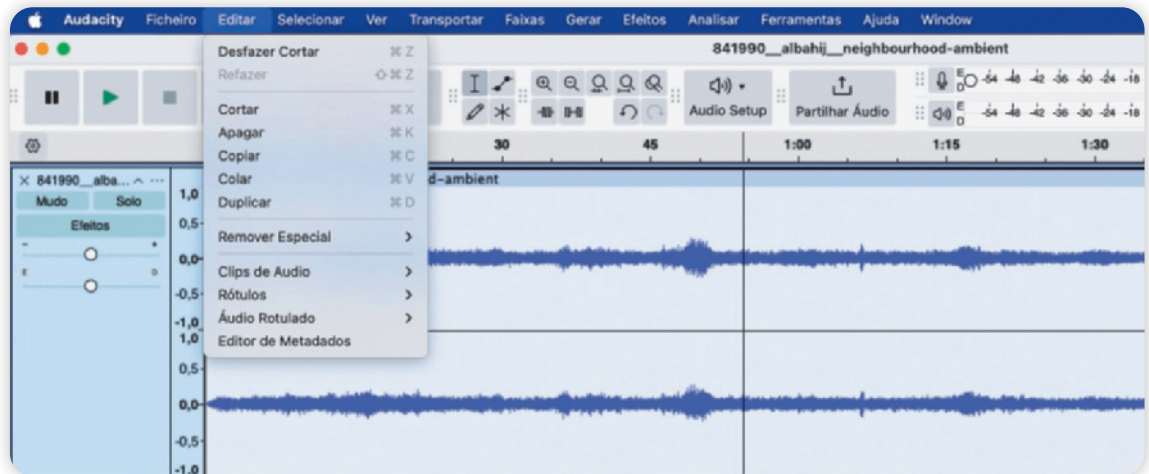 Audacity Ficheiro Editar Selecionar Ver Transportar Faixas Gerar Efeitos Analisar Ferramentas Ajuda Window
841990__albahij__neighbourhood-ambient
Desfazer Cortar ⌘ Z
Refazer ⇧ ⌘ Z
Cortar ⌘ X
Apagar ⌘ K
Copiar ⌘ C
Colar ⌘ V
Duplicar ⌘ D
Remover Especial
Clips de Audio
Rótulos
Áudio Rotulado
Editor de Metadados
Audio Setup
Partilhar Áudio
E
D
-54 -48 -42 -36 -30 -24 -18
E
D
-54 -48 -42 -36 -30 -24 -18
30 45 1:00 1:15 1:30
841990__alba...
Mudo Solo
Efeitos
- +
E D
d-ambient
1,0
0,5
0,0
-0,5
-1,0
1,0
0,5
0,0
-0,5
-1,0